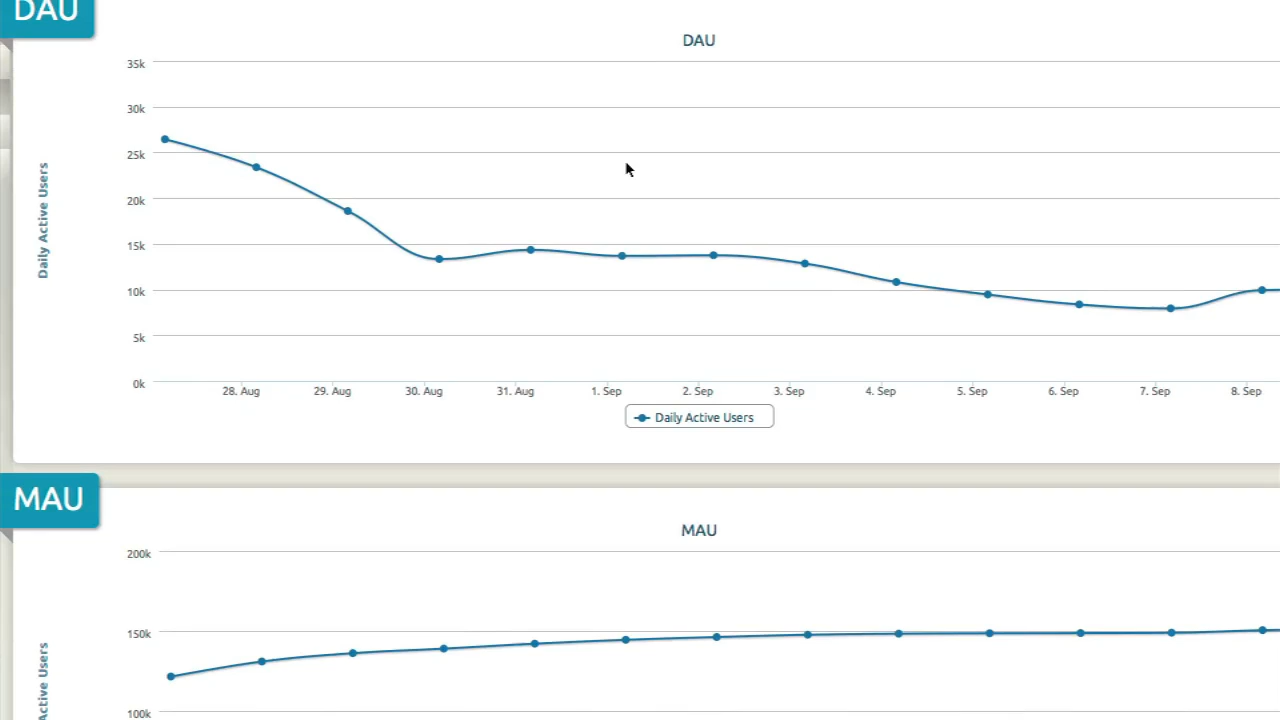 DAU
DAU
35k
30k
25k
20k
15k
10k
5k
0k
Daily Active Users
28. Aug 29. Aug 30. Aug 31. Aug 1. Sep 2. Sep 3. Sep 4. Sep 5. Sep 6. Sep 7. Sep 8. Sep
Daily Active Users
MAU
MAU
200k
150k
100k
Active Users